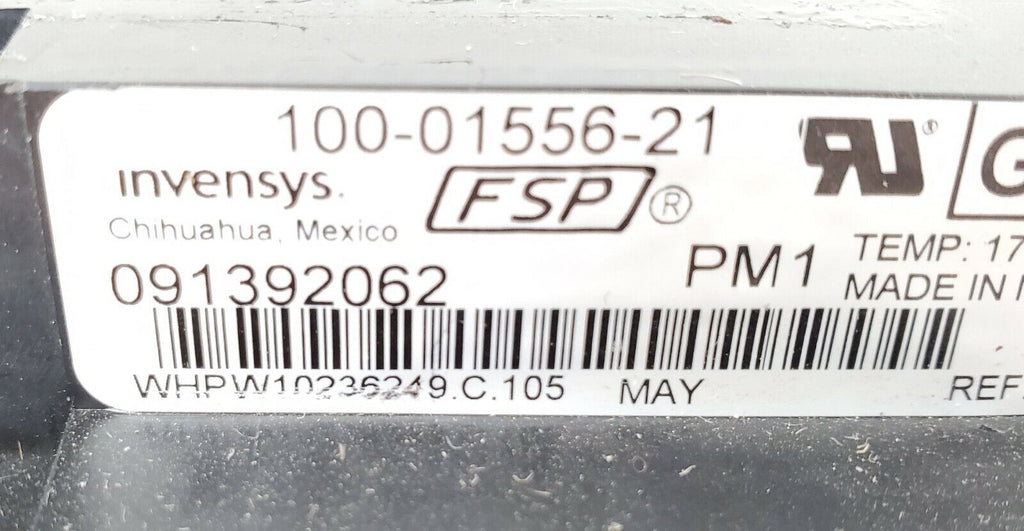 100-01556-21
invensys.
FSP®
Chihuahua, Mexico
091392062
PM1
TEMP: 17
MADE IN
WHPW10236249.C.105 MAY
REF